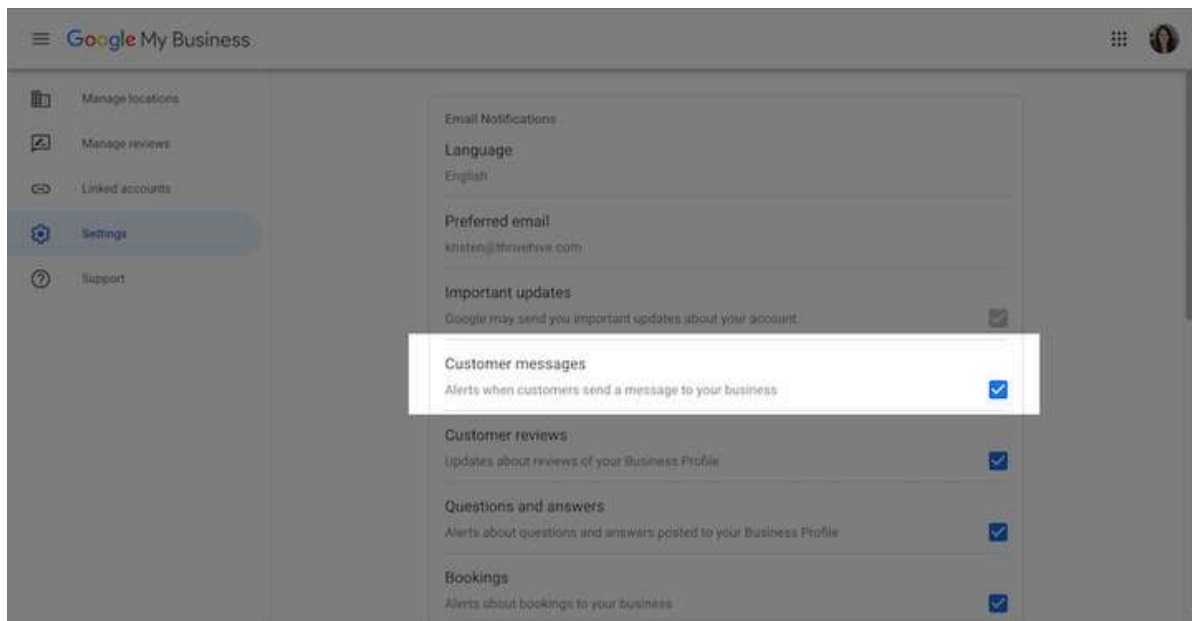 Google My Business
Manage locations
Manage reviews
Linked accounts
Settings
Support
Email Notifications
Language
English
Preferred email
kristen@thrivehive.com
Important updates
Google may send you important updates about your account
Customer messages
Alerts when customers send a message to your business
Customer reviews
Updates about reviews of your Business Profile
Questions and answers
Alerts about questions and answers posted to your Business Profile
Bookings
Alerts about bookings to your business